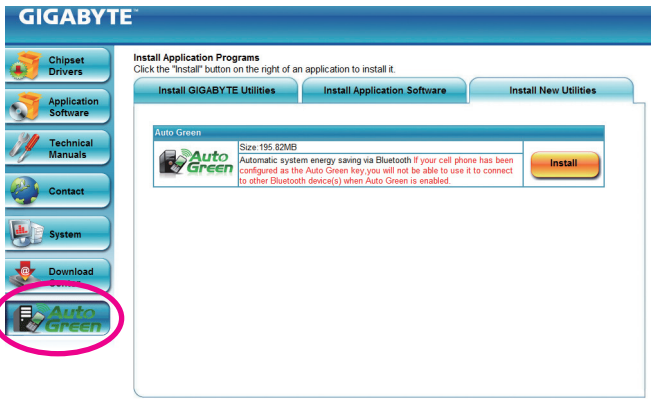 GIGABYTE™
Chipset
Drivers
Application
Software
Technical
Manuals
Contact
System
Download
Center
Auto
Green
Install Application Programs
Click the "Install" button on the right of an application to install it.
Install GIGABYTE Utilities
Install Application Software
Install New Utilities
Auto Green
Auto
Green
Size:195.82MB
Automatic system energy saving via Bluetooth If your cell phone has been
configured as the Auto Green key,you will not be able to use it to connect
to other Bluetooth device(s) when Auto Green is enabled.
Install